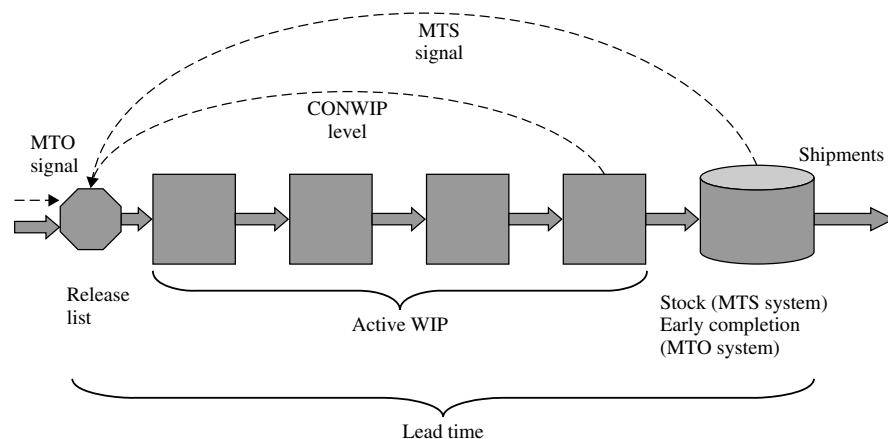 MTS
signal
CONWIP
level
MTO
signal
Shipments
Release
list
Active WIP
Stock (MTS system)
Early completion
(MTO system)
Lead time